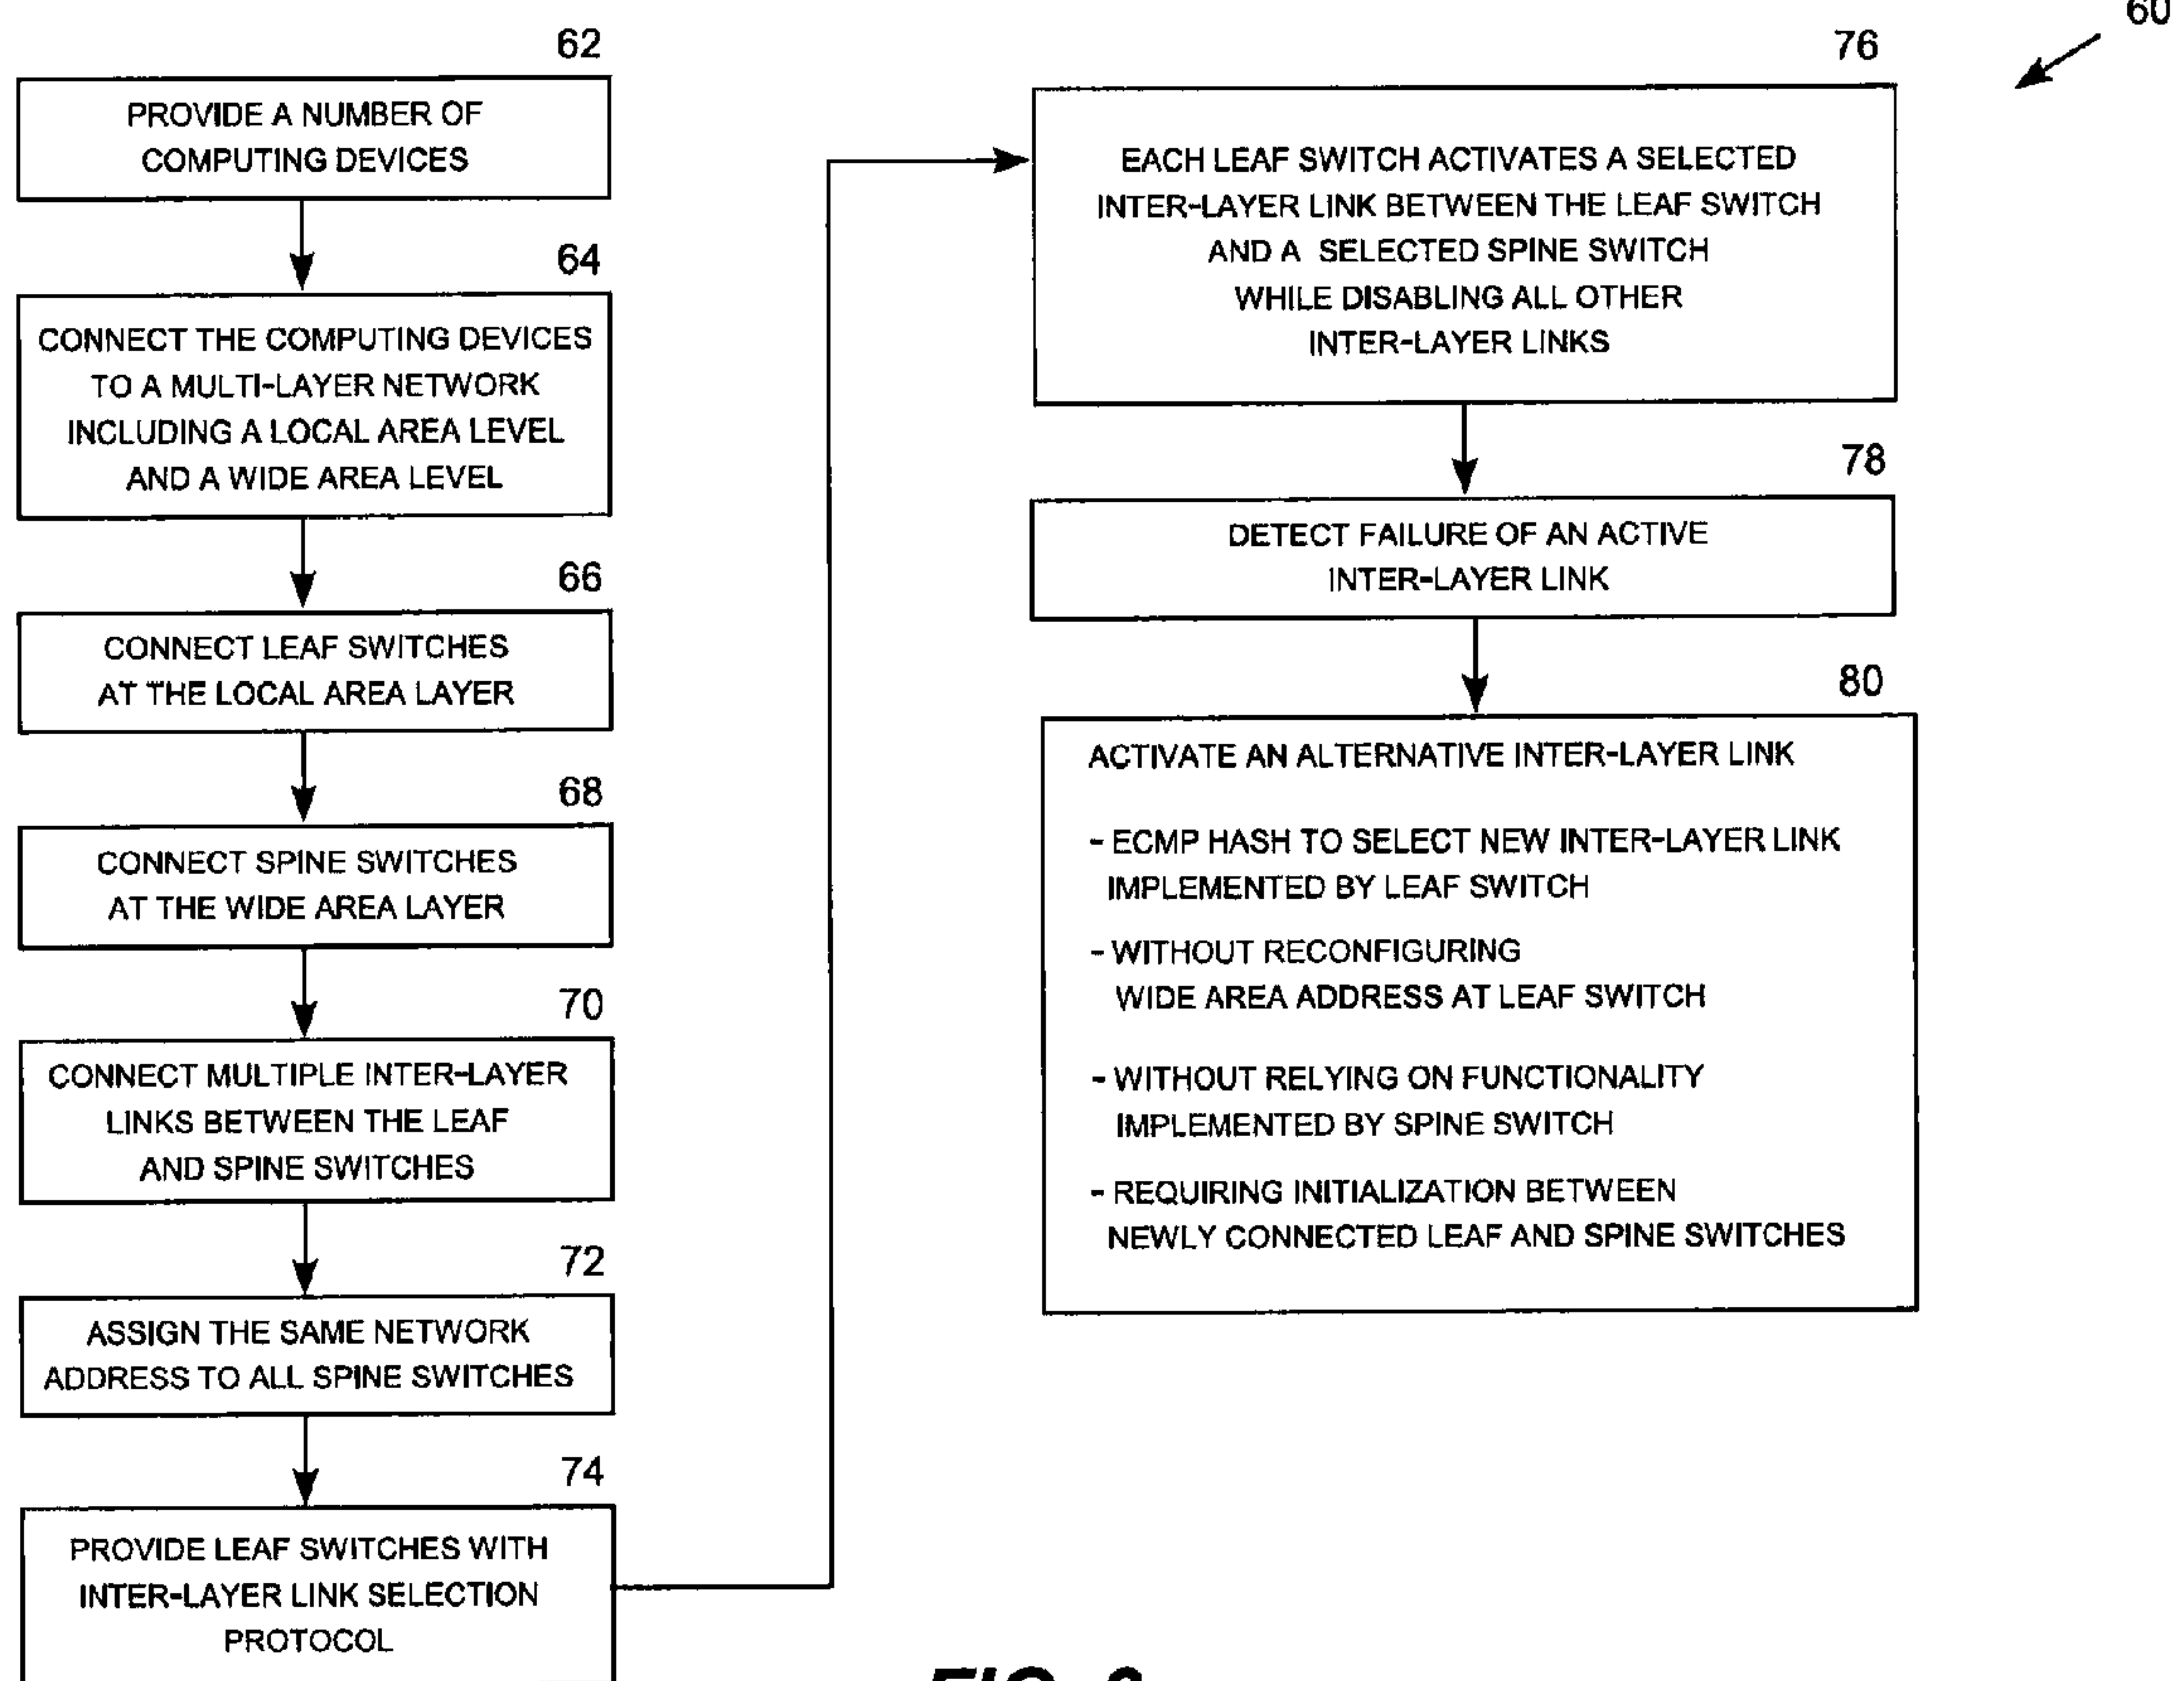 60
62
PROVIDE A NUMBER OF
COMPUTING DEVICES
64
CONNECT THE COMPUTING DEVICES
TO A MULTI-LAYER NETWORK
INCLUDING A LOCAL AREA LEVEL
AND A WIDE AREA LEVEL
66
CONNECT LEAF SWITCHES
AT THE LOCAL AREA LAYER
68
CONNECT SPINE SWITCHES
AT THE WIDE AREA LAYER
70
CONNECT MULTIPLE INTER-LAYER
LINKS BETWEEN THE LEAF
AND SPINE SWITCHES
72
ASSIGN THE SAME NETWORK
ADDRESS TO ALL SPINE SWITCHES
74
PROVIDE LEAF SWITCHES WITH
INTER-LAYER LINK SELECTION
PROTOCOL
76
EACH LEAF SWITCH ACTIVATES A SELECTED
INTER-LAYER LINK BETWEEN THE LEAF SWITCH
AND A SELECTED SPINE SWITCH
WHILE DISABLING ALL OTHER
INTER-LAYER LINKS
78
DETECT FAILURE OF AN ACTIVE
INTER-LAYER LINK
80
ACTIVATE AN ALTERNATIVE INTER-LAYER LINK
- ECMP HASH TO SELECT NEW INTER-LAYER LINK
IMPLEMENTED BY LEAF SWITCH
- WITHOUT RECONFIGURING
WIDE AREA ADDRESS AT LEAF SWITCH
- WITHOUT RELYING ON FUNCTIONALITY
IMPLEMENTED BY SPINE SWITCH
- REQUIRING INITIALIZATION BETWEEN
NEWLY CONNECTED LEAF AND SPINE SWITCHES
FIG.